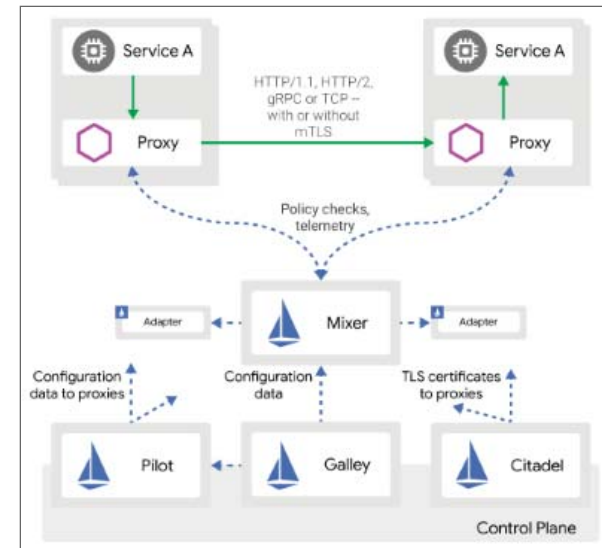 Service A
Service A
HTTP/1.1, HTTP/2,
gRPC or TCP --
with or without
mTLS
Proxy
Proxy
Policy checks,
telemetry
Mixer
Adapter
Adapter
Configuration
data to proxies
Configuration
data
TLS certificates
to proxies
Pilot
Galley
Citadel
Control Plane